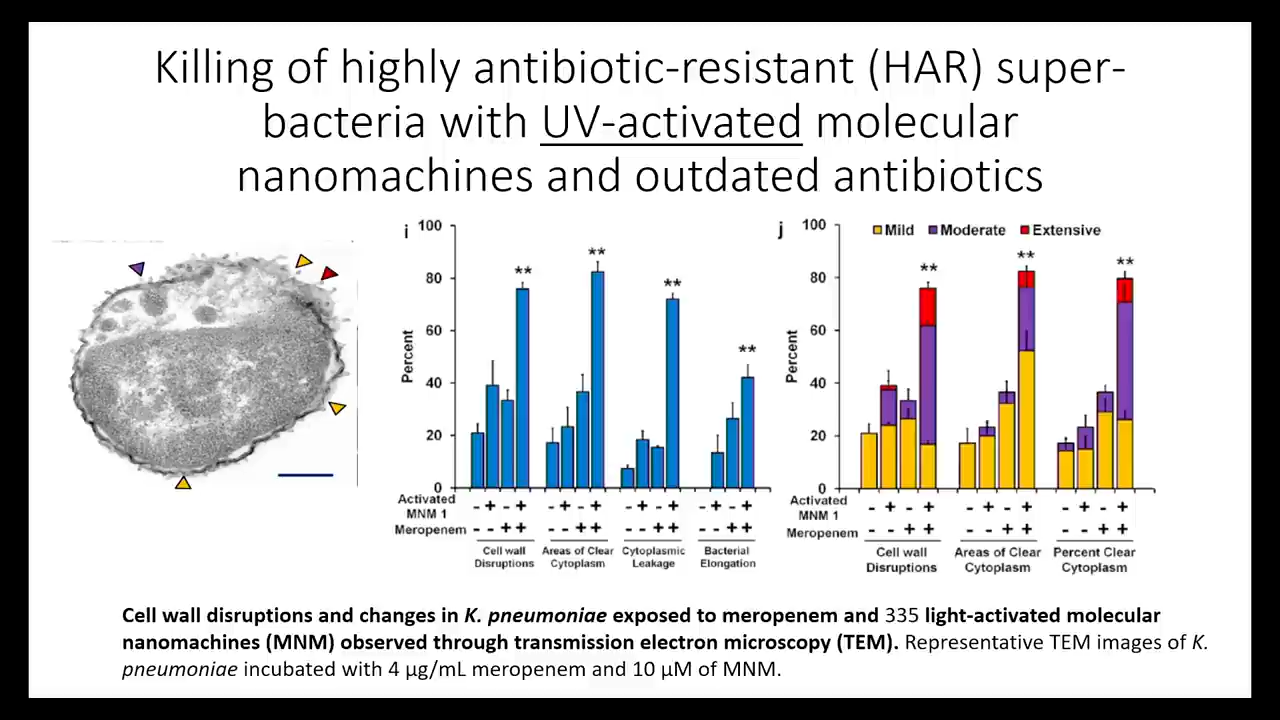 Killing of highly antibiotic-resistant (HAR) super-
bacteria with UV-activated molecular
nanomachines and outdated antibiotics
i
100
80
60
40
20
0
Percent
**
**
**
**
Activated
MNM 1
- + - + - + - + - + - + - + - +
Meropenem
- - + + - - + + - - + + - - + +
Cell wall
Disruptions
Areas of Clear
Cytoplasm
Cytoplasmic
Leakage
Bacterial
Elongation
j
100
80
60
40
20
0
Percent
Mild Moderate Extensive
**
**
**
Activated
MNM 1
- + - + - + - + - + - +
Meropenem
- - + + - - + + - - + +
Cell wall
Disruptions
Areas of Clear
Cytoplasm
Percent Clear
Cytoplasm
Cell wall disruptions and changes in K. pneumoniae exposed to meropenem and 335 light-activated molecular
nanomachines (MNM) observed through transmission electron microscopy (TEM). Representative TEM images of K.
pneumoniae incubated with 4 μg/mL meropenem and 10 μM of MNM.